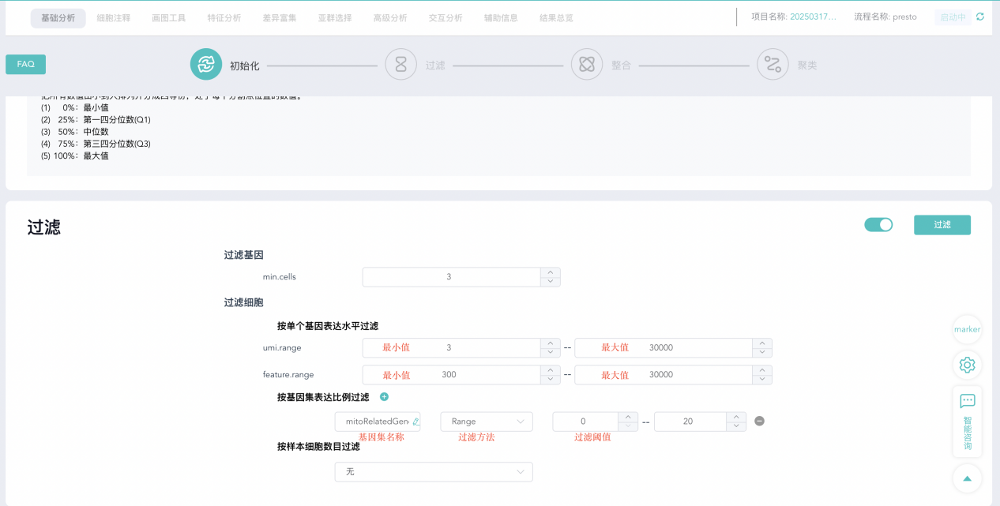 基础分析 细胞注释 画图工具 特征分析 差异富集 亚群选择 高级分析 交互分析 辅助信息 结果总览 项目名称: 20250317... 流程名称: presto 启动中
FAQ 初始化 过滤 整合 聚类
把所有数值由小到大排列并分成四等份，处于每个分割点位置的数值。
(1) 0%：最小值
(2) 25%：第一四分位数(Q1)
(3) 50%：中位数
(4) 75%：第三四分位数(Q3)
(5) 100%：最大值
过滤 过滤
过滤基因
min.cells 3
过滤细胞
按单个基因表达水平过滤
umi.range 最小值 3 -- 最大值 30000
feature.range 最小值 300 -- 最大值 30000
按基因集表达比例过滤
mitoRelatedGen Range 0 -- 20
基因集名称 过滤方法 过滤阈值
按样本细胞数目过滤
无
marker
智能咨询